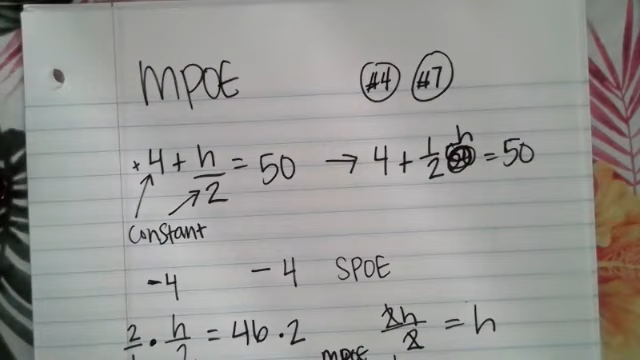 MPOE #4 #7
+4 + h/2 = 50 → 4 + 1/2 h = 50
constant
-4 -4 SPOE
2/1 · h/2 = 46 · 2 2h/2 = h